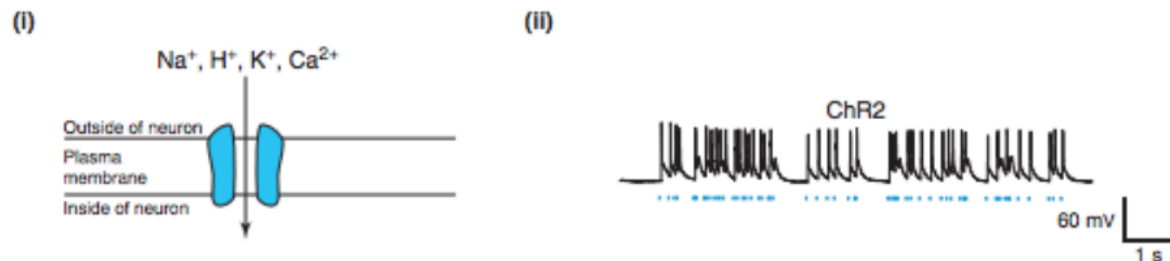 (i)
Na⁺, H⁺, K⁺, Ca²⁺
Outside of neuron
Plasma
membrane
Inside of neuron
(ii)
ChR2
60 mV
1 s